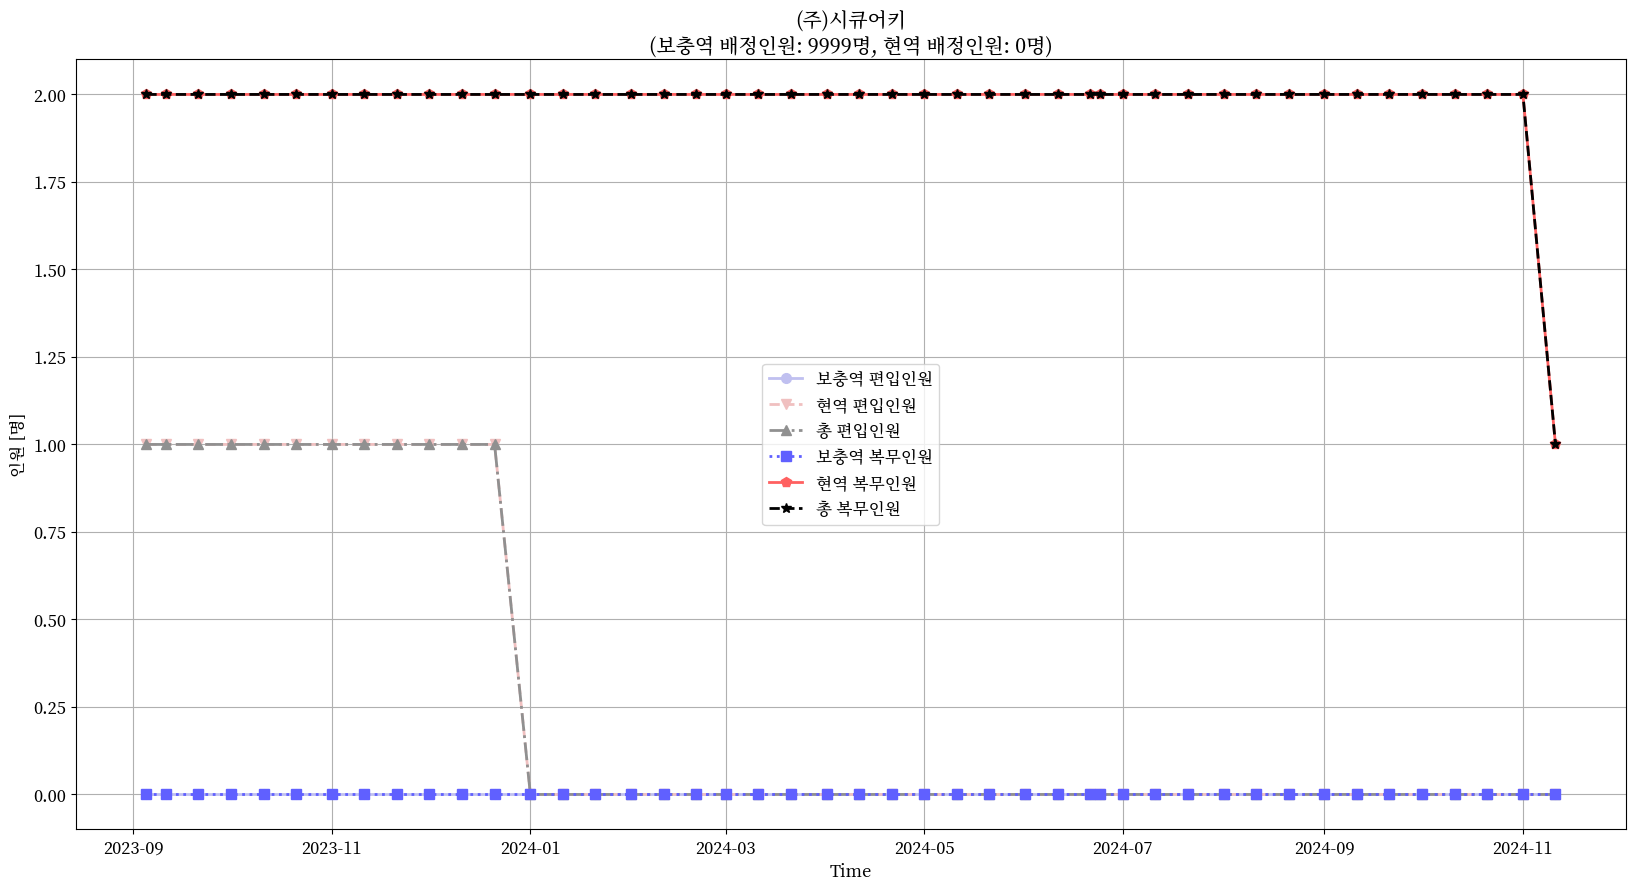 (주)시큐어키
(보충역 배정인원: 9999명, 현역 배정인원: 0명)
2.00
1.75
1.50
1.25
1.00
0.75
0.50
0.25
0.00
인원 [명]
보충역 편입인원
현역 편입인원
총 편입인원
보충역 복무인원
현역 복무인원
총 복무인원
2023-09
2023-11
2024-01
2024-03
2024-05
2024-07
2024-09
2024-11
Time